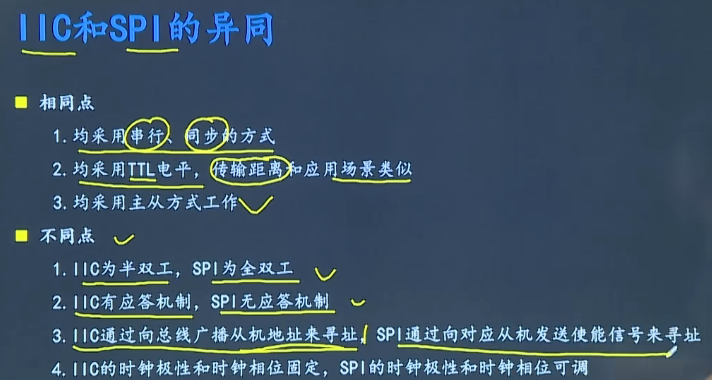 IIC和SPI的异同
■ 相同点
1. 均采用串行、同步的方式
2. 均采用TTL电平，传输距离和应用场景类似
3. 均采用主从方式工作
■ 不同点
1. IIC为半双工，SPI为全双工
2. IIC有应答机制，SPI无应答机制
3. IIC通过向总线广播从机地址来寻址，SPI通过向对应从机发送使能信号来寻址
4. IIC的时钟极性和时钟相位固定，SPI的时钟极性和时钟相位可调